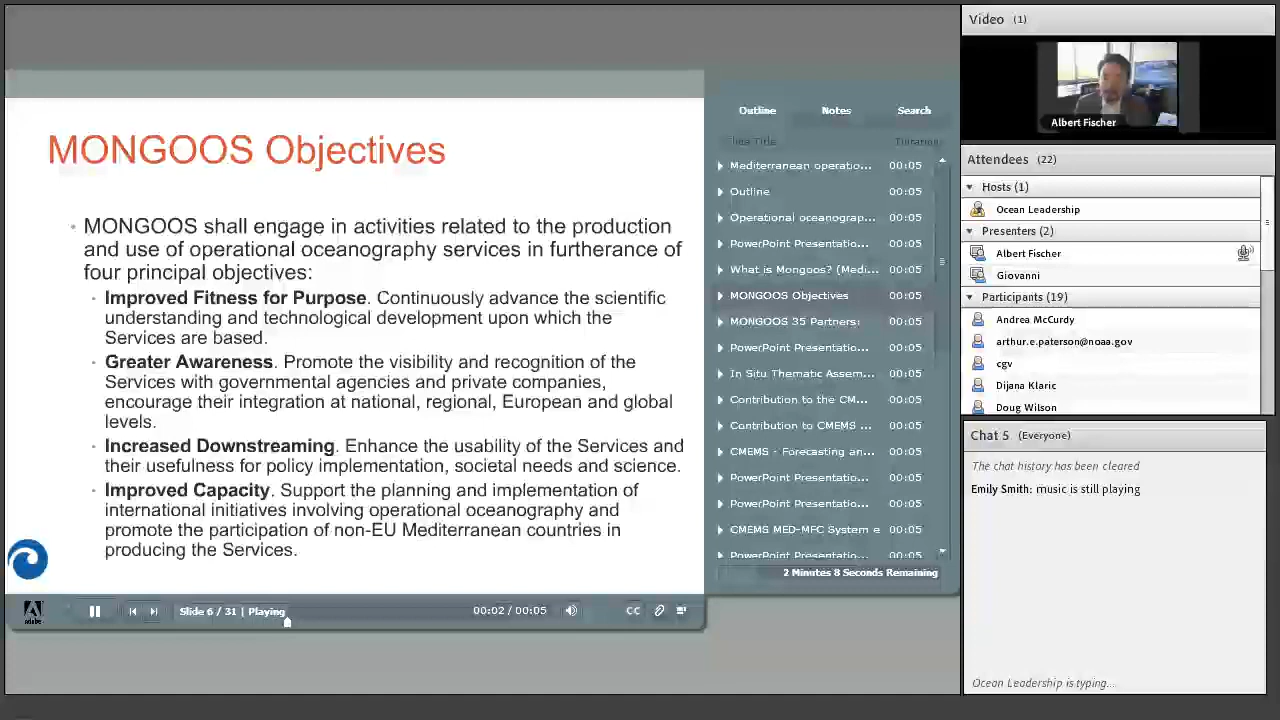 MONGOOS Objectives
MONGOOS shall engage in activities related to the production
and use of operational oceanography services in furtherance of
four principal objectives:
Improved Fitness for Purpose. Continuously advance the scientific
understanding and technological development upon which the
Services are based.
Greater Awareness. Promote the visibility and recognition of the
Services with governmental agencies and private companies,
encourage their integration at national, regional, European and global
levels.
Increased Downstreaming. Enhance the usability of the Services and
their usefulness for policy implementation, societal needs and science.
Improved Capacity. Support the planning and implementation of
international initiatives involving operational oceanography and
promote the participation of non-EU Mediterranean countries in
producing the Services.
Adobe
Slide 6 / 31 | Playing
00:02 / 00:05
CC
Outline Notes Search
Title Duration
Mediterranean operatio... 00:05
Outline 00:05
Operational oceanograp... 00:05
PowerPoint Presentatio... 00:05
What is Mongoos? (Medi... 00:05
MONGOOS Objectives 00:05
MONGOOS 35 Partners: 00:05
PowerPoint Presentatio... 00:05
In Situ Thematic Assem... 00:05
Contribution to the CM... 00:05
Contribution to CMEMS ... 00:05
CMEMS - Forecasting an... 00:05
PowerPoint Presentatio... 00:05
PowerPoint Presentatio... 00:05
CMEMS MED-MFC System e 00:05
PowerPoint Presentatio... 00:05
2 Minutes 8 Seconds Remaining
Video (1)
Albert Fischer
Attendees (22)
Hosts (1)
Ocean Leadership
Presenters (2)
Albert Fischer
Giovanni
Participants (19)
Andrea McCurdy
arthur.e.paterson@noaa.gov
cgv
Dijana Klaric
Doug Wilson
Chat 5 (Everyone)
The chat history has been cleared
Emily Smith: music is still playing
Ocean Leadership is typing...